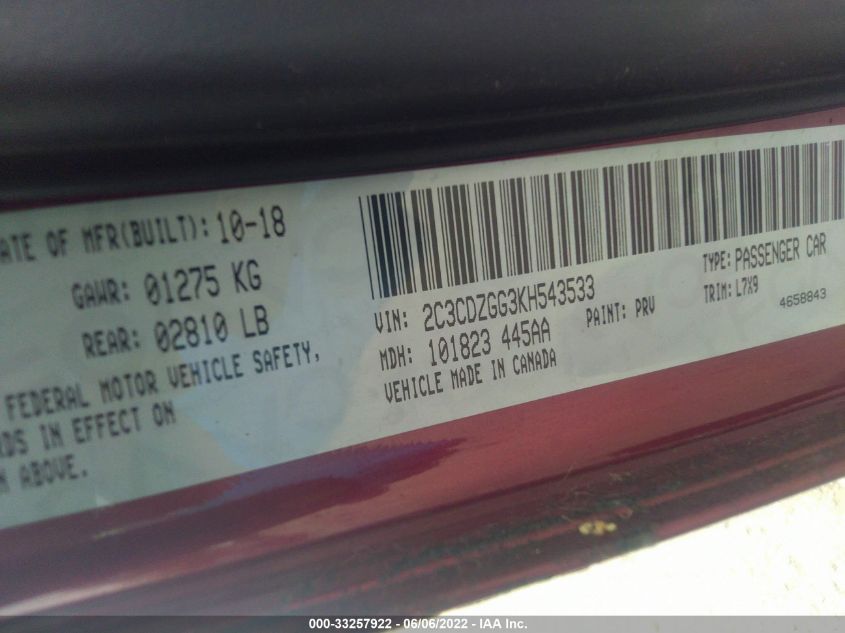 ATE OF MFR(BUILT): 10-18
GAWR: 01275 KG
REAR: 02810 LB
FEDERAL MOTOR VEHICLE SAFETY,
RDS IN EFFECT ON
ABOVE.
VIN: 2C3CDZGG3KH543533
TYPE: PASSENGER CAR
MDH: 101823 445AA
PAINT: PRV
TRIM: L7X9
VEHICLE MADE IN CANADA
4658843
000-33257922 - 06/06/2022 - IAA Inc.